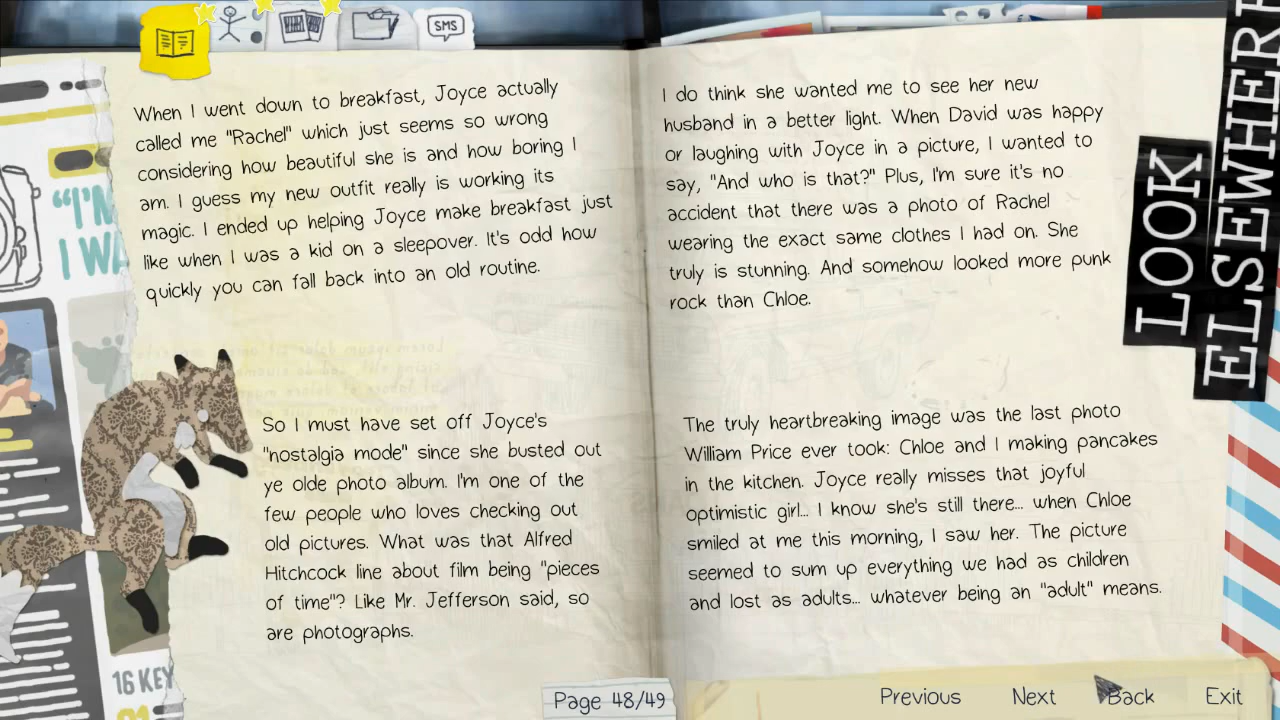 SMS
When I went down to breakfast, Joyce actually
called me "Rachel" which just seems so wrong
considering how beautiful she is and how boring I
am. I guess my new outfit really is working its
magic. I ended up helping Joyce make breakfast just
like when I was a kid on a sleepover. It's odd how
quickly you can fall back into an old routine.
So I must have set off Joyce's
"nostalgia mode" since she busted out
ye olde photo album. I'm one of the
few people who loves checking out
old pictures. What was that Alfred
Hitchcock line about film being "pieces
of time"? Like Mr. Jefferson said, so
are photographs.
I do think she wanted me to see her new
husband in a better light. When David was happy
or laughing with Joyce in a picture, I wanted to
say, "And who is that?" Plus, I'm sure it's no
accident that there was a photo of Rachel
wearing the exact same clothes I had on. She
truly is stunning. And somehow looked more punk
rock than Chloe.
The truly heartbreaking image was the last photo
William Price ever took: Chloe and I making pancakes
in the kitchen. Joyce really misses that joyful
optimistic girl... I know she's still there... when Chloe
smiled at me this morning, I saw her. The picture
seemed to sum up everything we had as children
and lost as adults... whatever being an "adult" means.
LOOK
ELSEWHERE
"I'M
I WA
16 KEY
Page 48/49
Previous Next Back Exit